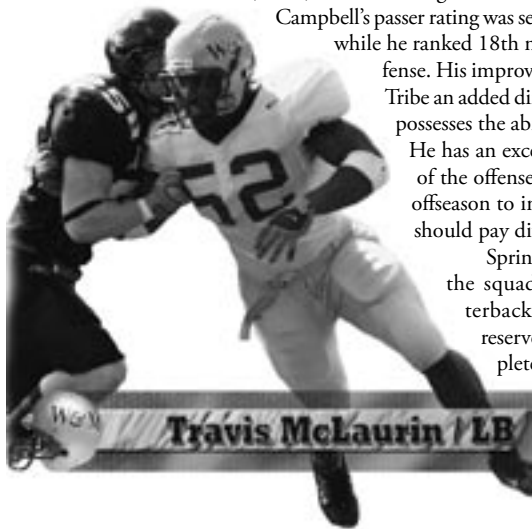 Campbell's passer rating was se
while he ranked 18th n
fense. His improv
Tribe an added di
possesses the ab
He has an exce
of the offense
offseason to in
should pay di
Sprin
the squad
terback
reserve
plete
W&M
52
W&M
Travis McLaurin / LB